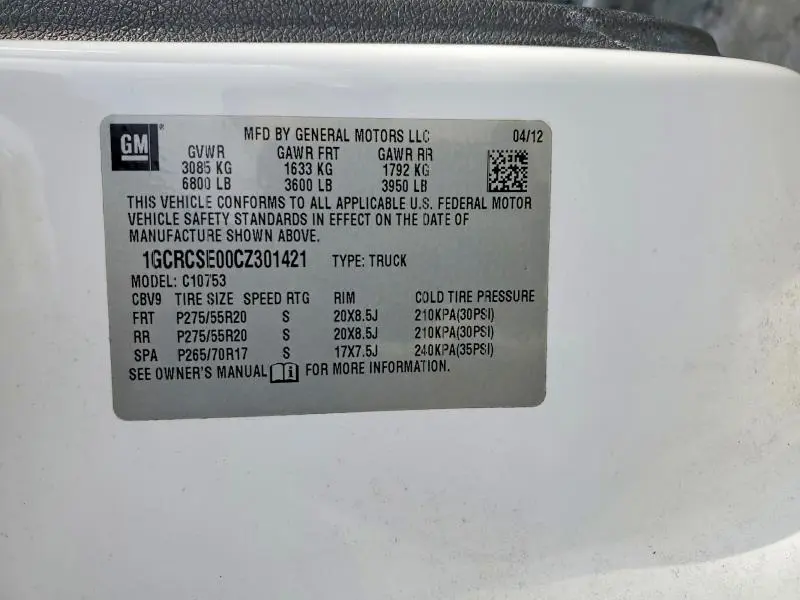 GM
MFD BY GENERAL MOTORS LLC 04/12
GVWR GAWR FRT GAWR RR
3085 KG 1633 KG 1792 KG
6800 LB 3600 LB 3950 LB
THIS VEHICLE CONFORMS TO ALL APPLICABLE U.S. FEDERAL MOTOR
VEHICLE SAFETY STANDARDS IN EFFECT ON THE DATE OF
MANUFACTURE SHOWN ABOVE.
1GCRCSE00CZ301421 TYPE: TRUCK
MODEL: C10753
CBV9 TIRE SIZE SPEED RTG RIM COLD TIRE PRESSURE
FRT P275/55R20 S 20X8.5J 210KPA(30PSI)
RR P275/55R20 S 20X8.5J 210KPA(30PSI)
SPA P265/70R17 S 17X7.5J 240KPA(35PSI)
SEE OWNER'S MANUAL i FOR MORE INFORMATION.